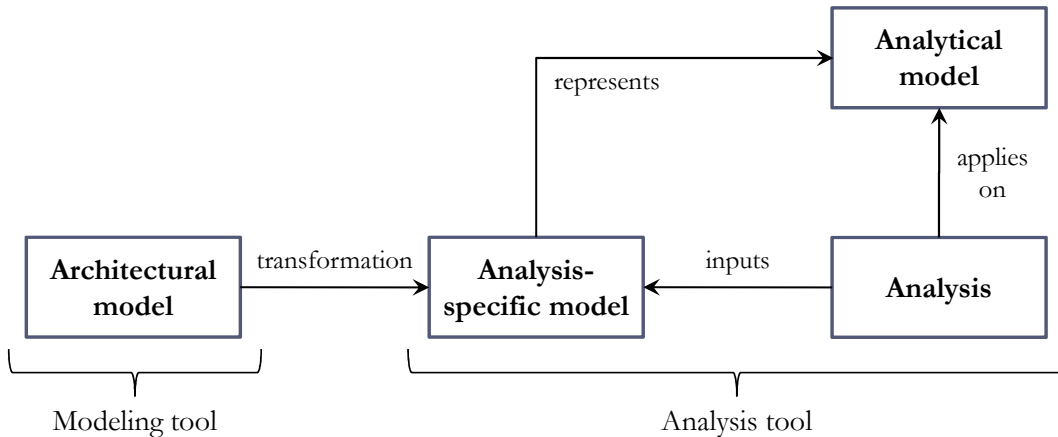 Analytical
model
represents
applies
on
Architectural
model
transformation
Analysis-
specific model
inputs
Analysis
Modeling tool
Analysis tool